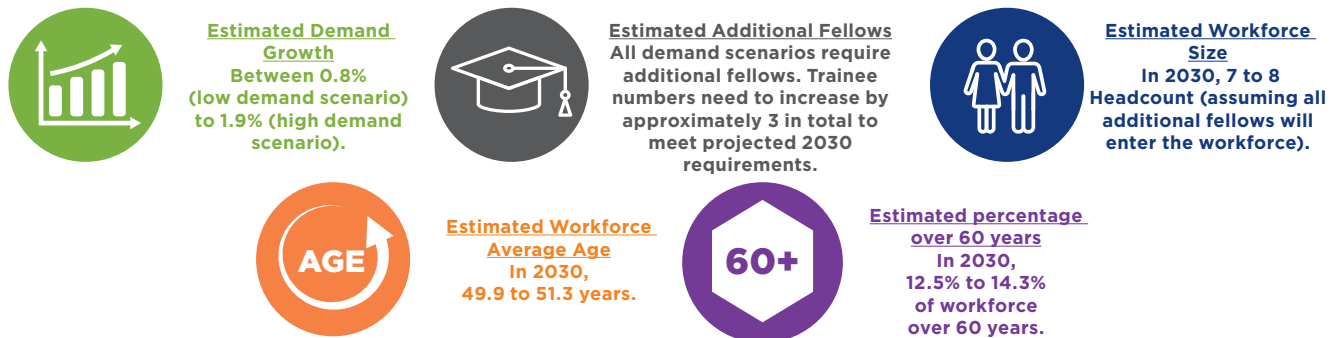 Estimated Demand
Growth
Between 0.8%
(low demand scenario)
to 1.9% (high demand
scenario).
Estimated Additional Fellows
All demand scenarios require
additional fellows. Trainee
numbers need to increase by
approximately 3 in total to
meet projected 2030
requirements.
Estimated Workforce
Size
In 2030, 7 to 8
Headcount (assuming all
additional fellows will
enter the workforce).
AGE
Estimated Workforce
Average Age
In 2030,
49.9 to 51.3 years.
60+
Estimated percentage
over 60 years
In 2030,
12.5% to 14.3%
of workforce
over 60 years.